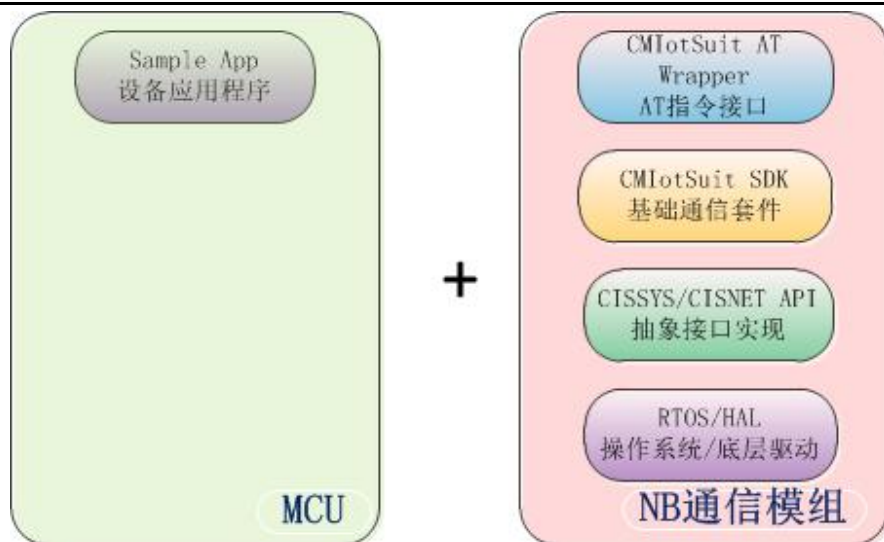 Sample App
设备应用程序
MCU
+
CMIotSuit AT
Wrapper
AT指令接口
CMIotSuit SDK
基础通信套件
CISSYS/CISNET API
抽象接口实现
RTOS/HAL
操作系统/底层驱动
NB通信模组